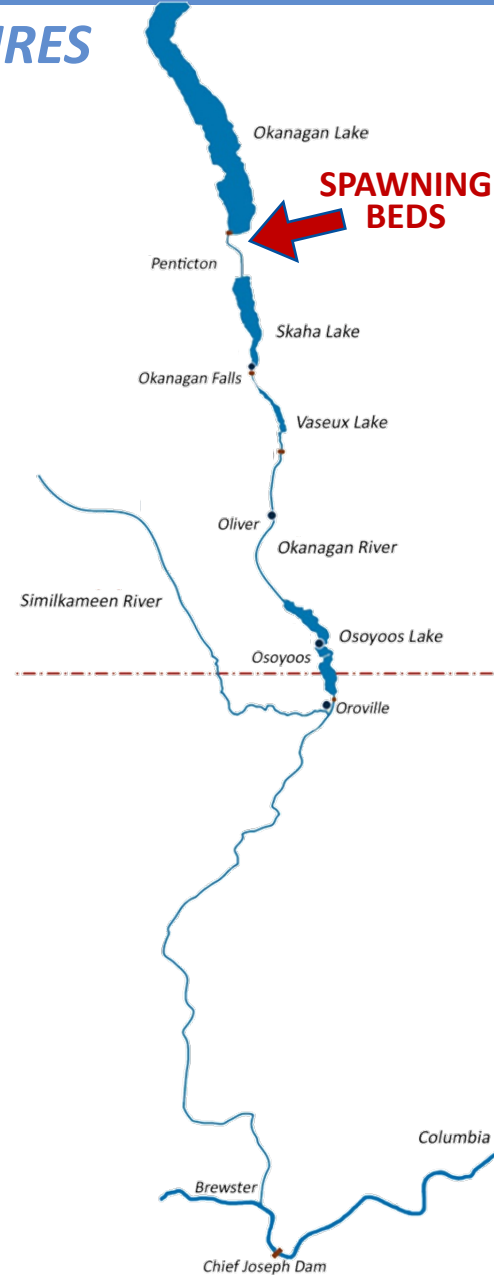 IRES
Okanagan Lake
SPAWNING
BEDS
Penticton
Skaha Lake
Okanagan Falls
Vaseux Lake
Oliver
Okanagan River
Similkameen River
Osoyoos Lake
Osoyoos
Oroville
Columbia
Brewster
Chief Joseph Dam